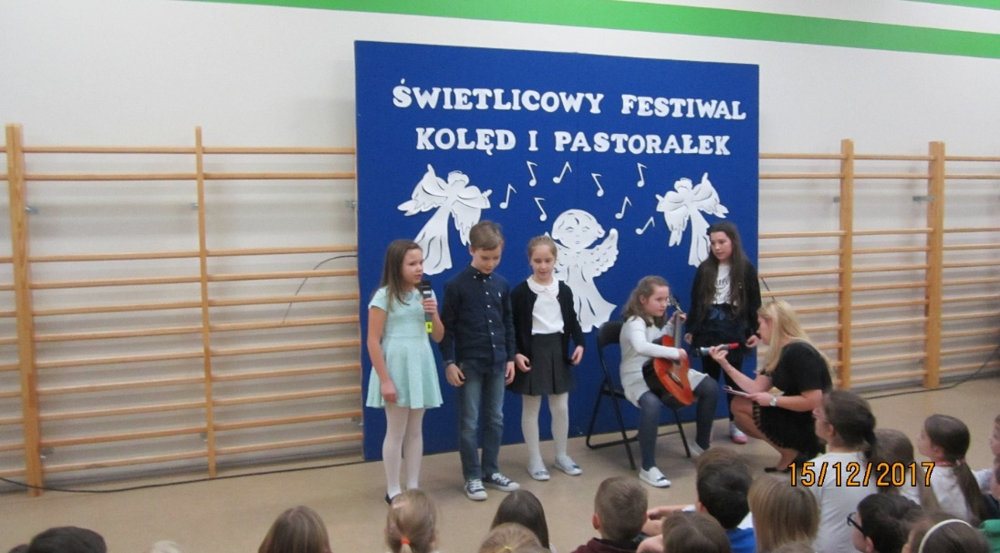 ŚWIETLICOWY FESTIWAL
KOLĘD I PASTORAŁEK
15/12/2017